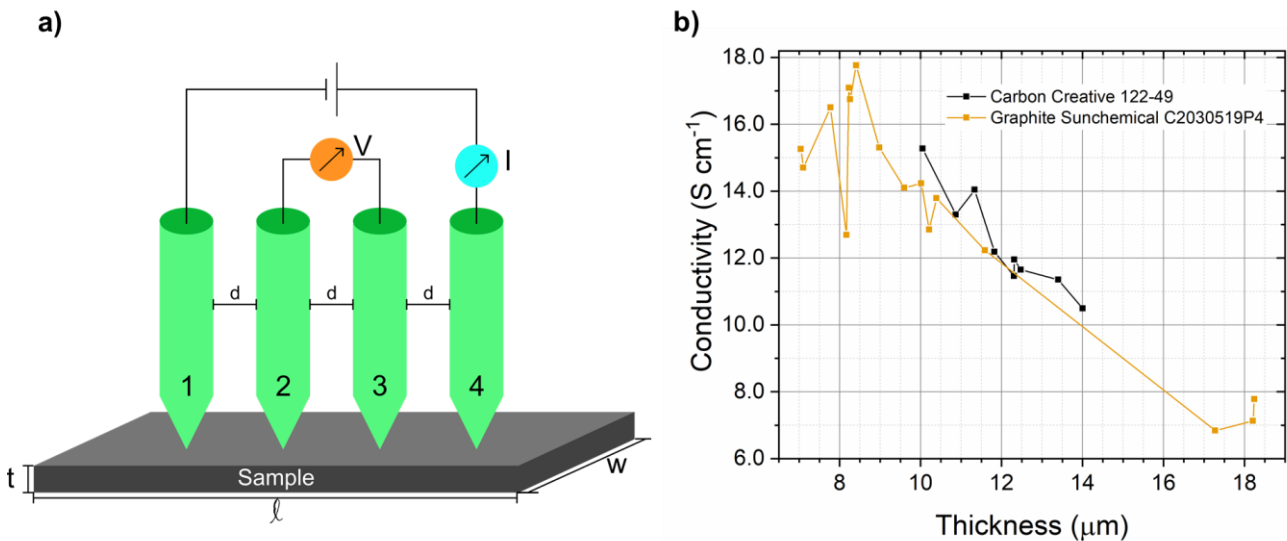 a)
V
I
d
d
d
1
2
3
4
Sample
t
ℓ
w
b)
Carbon Creative 122-49
Graphite Sunchemical C2030519P4
Conductivity (S cm⁻¹)
18.0
16.0
14.0
12.0
10.0
8.0
6.0
8
10
12
14
16
18
Thickness (μm)